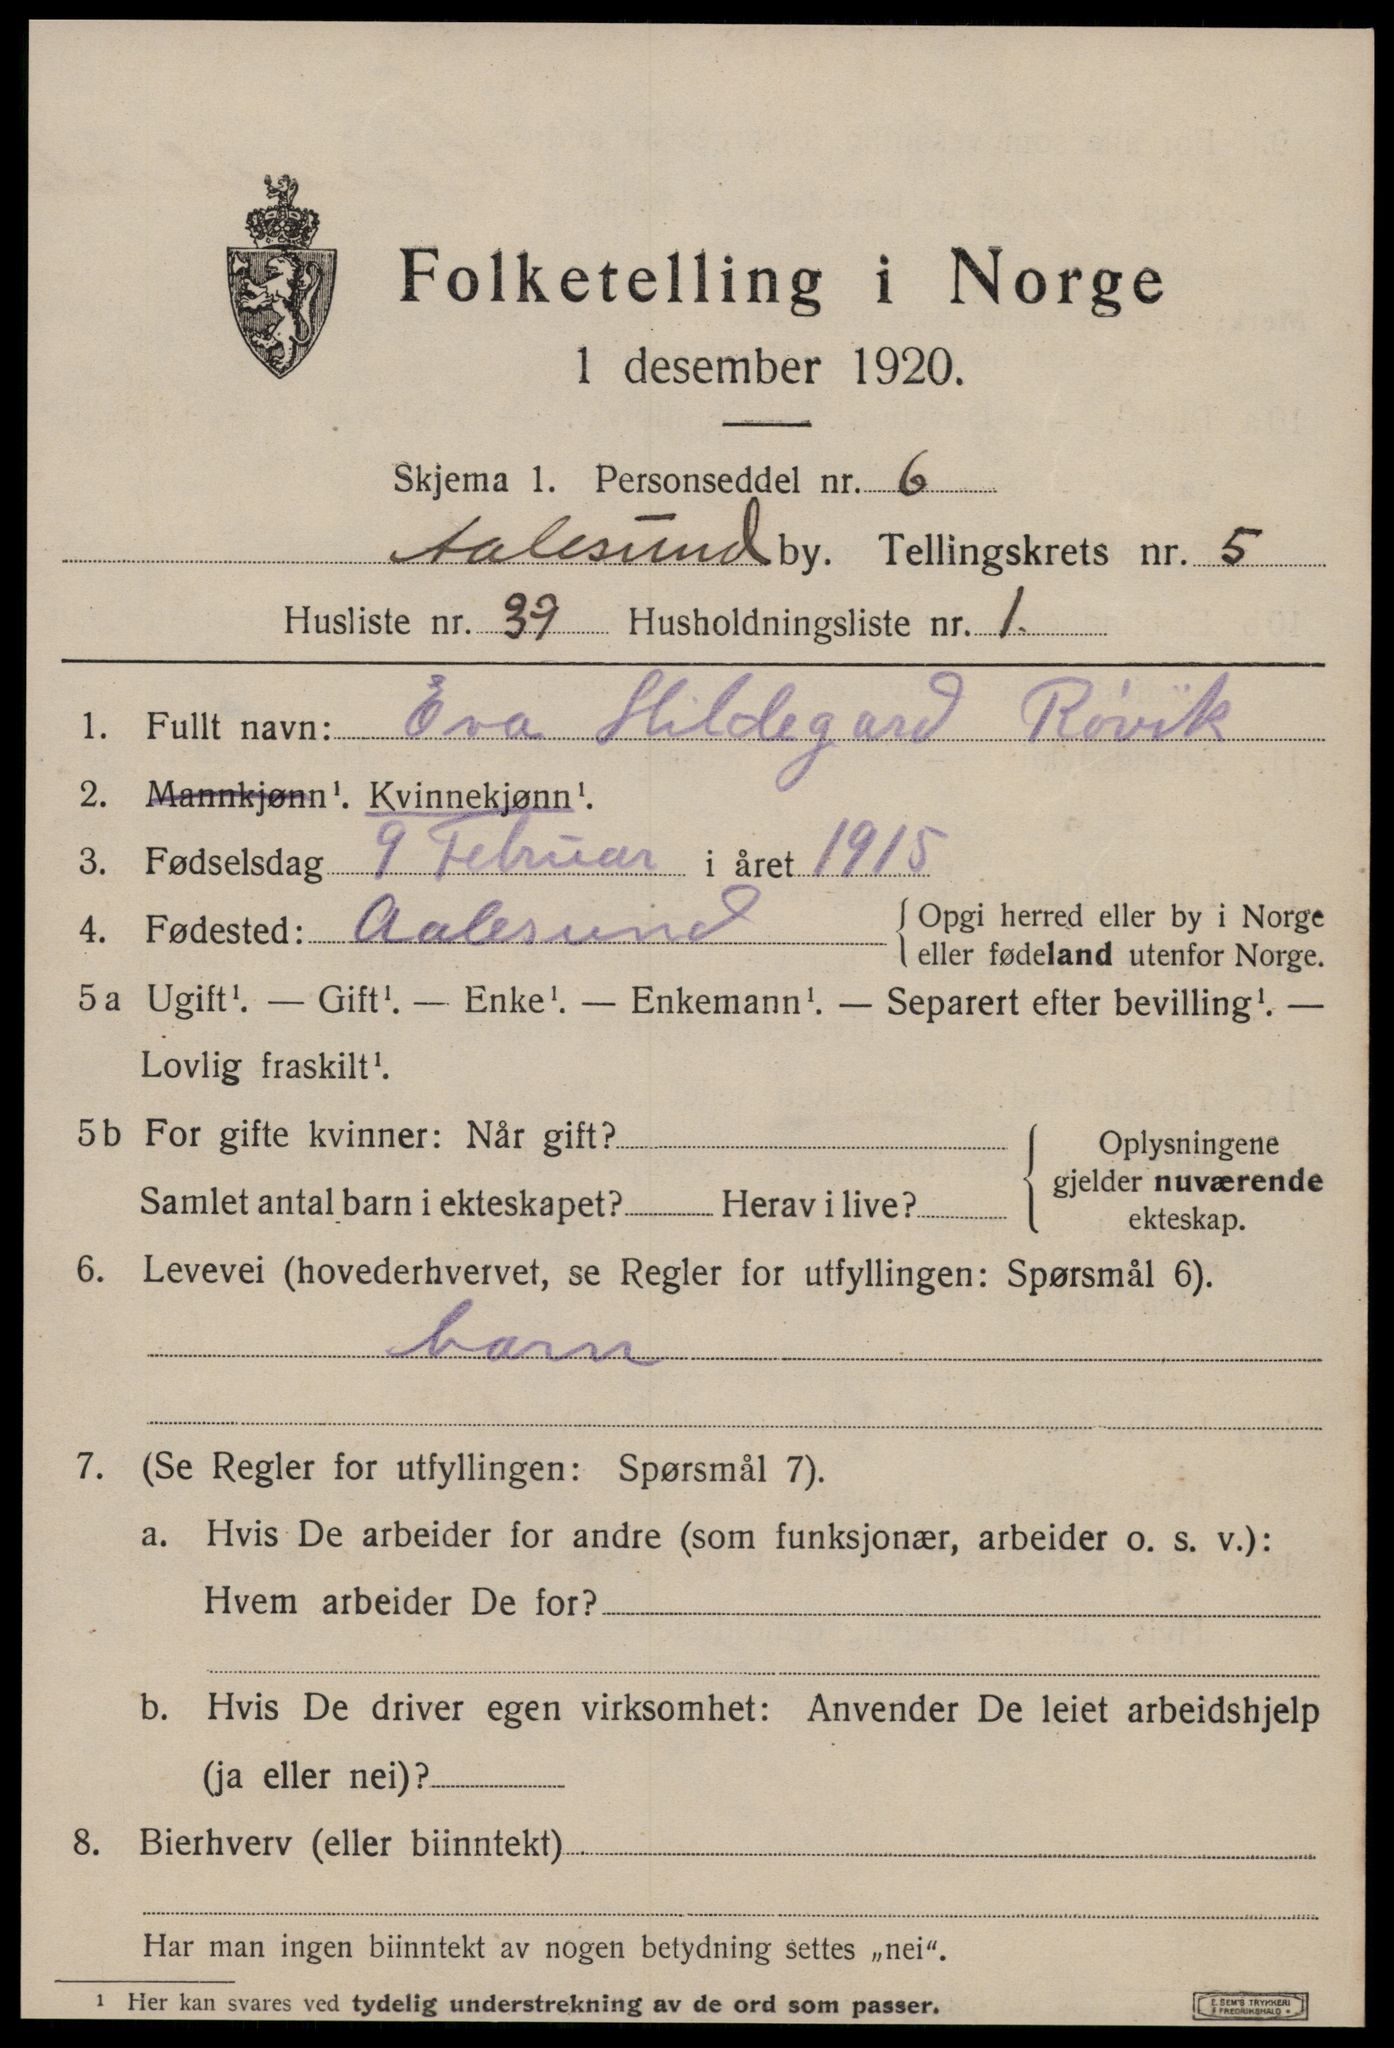 Folketelling i Norge
1 desember 1920.
Skjema 1. Personseddel nr. 6
Aalesund by. Tellingskrets nr. 5
Husliste nr. 39 Husholdningsliste nr. 1.
1. Fullt navn: Eva Hildegard Røvik
2. Mannkjønn¹. Kvinnekjønn¹.
3. Fødselsdag 9 Februar i året 1915
4. Fødested: Aalesund { Opgi herred eller by i Norge
eller fødeland utenfor Norge.
5 a Ugift¹. — Gift¹. — Enke¹. — Enkemann¹. — Separert efter bevilling¹. —
Lovlig fraskilt¹.
5 b For gifte kvinner: Når gift?
Samlet antal barn i ekteskapet? Herav i live?
{ Oplysningene
gjelder nuværende
ekteskap.
6. Levevei (hovederhvervet, se Regler for utfyllingen: Spørsmål 6).
barn
7. (Se Regler for utfyllingen: Spørsmål 7).
a. Hvis De arbeider for andre (som funksjonær, arbeider o. s. v.):
Hvem arbeider De for?
b. Hvis De driver egen virksomhet: Anvender De leiet arbeidshjelp
(ja eller nei)?
8. Bierhverv (eller biinntekt)
Har man ingen biinntekt av nogen betydning settes „nei“.
¹ Her kan svares ved tydelig understrekning av de ord som passer.
E. SEM'S TRYKKERI
FREDRIKSHALD